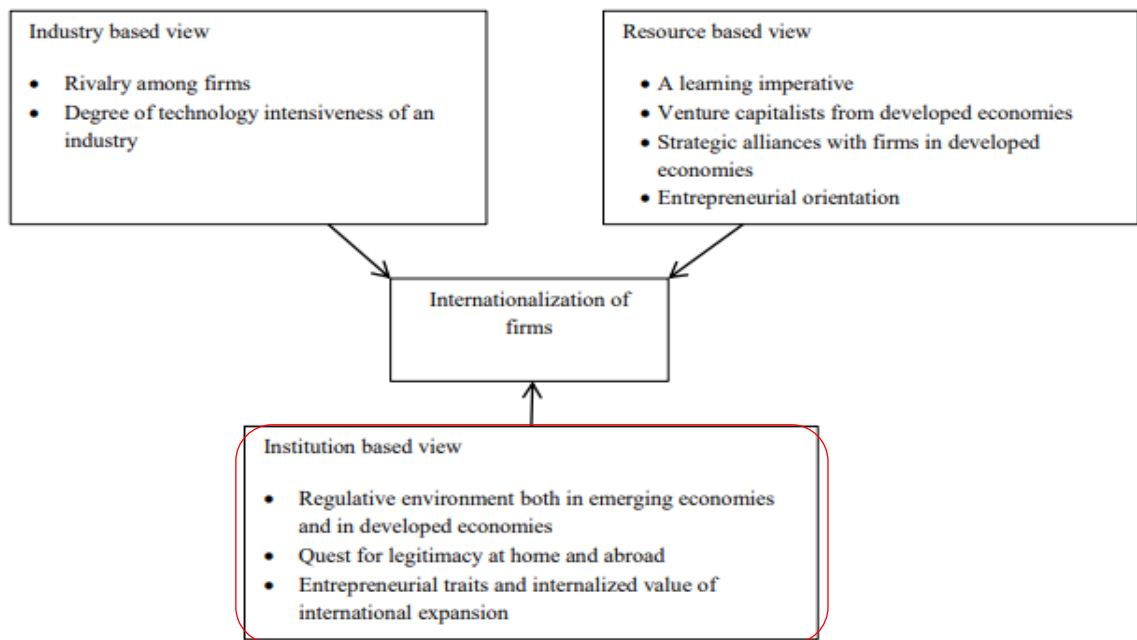 Industry based view
• Rivalry among firms
• Degree of technology intensiveness of an
industry
Resource based view
• A learning imperative
• Venture capitalists from developed economies
• Strategic alliances with firms in developed
economies
• Entrepreneurial orientation
Internationalization of
firms
Institution based view
• Regulative environment both in emerging economies
and in developed economies
• Quest for legitimacy at home and abroad
• Entrepreneurial traits and internalized value of
international expansion